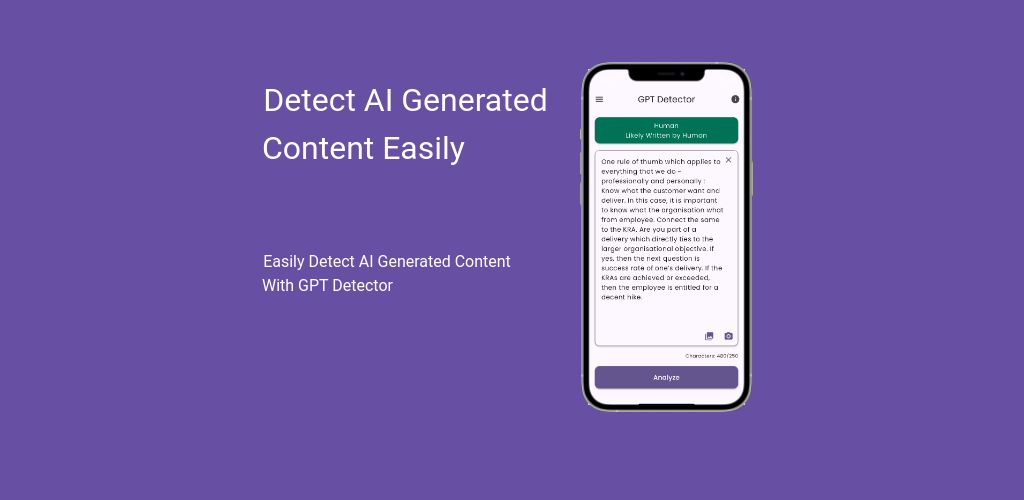 Detect AI Generated
Content Easily
Easily Detect AI Generated Content
With GPT Detector
GPT Detector
Human
Likely Written by Human
One rule of thumb which applies to
everything that we do -
professionally and personally :
Know what the customer want and
deliver. In this case, it is important
to know what the organisation what
from employee. Connect the same
to the KRA. Are you part of a
delivery which directly ties to the
larger organisational objective. If
yes, then the next question is
success rate of one's delivery. If the
KRAs are achieved or exceeded,
then the employee is entitled for a
decent hike.
Characters: 480/250
Analyze